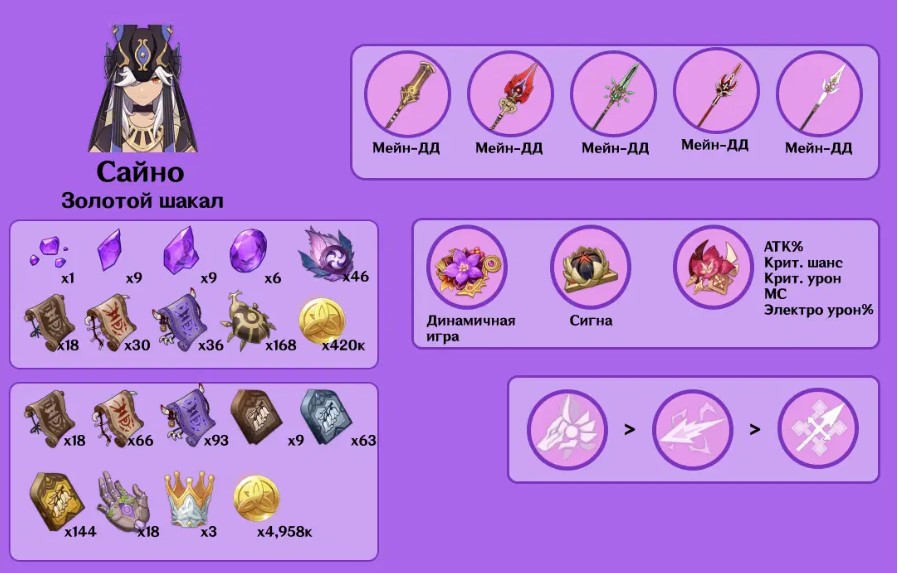 Сайно
Золотой шакал
Мейн-ДД
Мейн-ДД
Мейн-ДД
Мейн-ДД
Мейн-ДД
x1
x9
x9
x6
x46
x18
x30
x36
x168
x420к
Динамичная
игра
Сигна
АТК%
Крит. шанс
Крит. урон
МС
Электро урон%
x18
x66
x93
x9
x63
x144
x18
x3
x4,958к
>
>